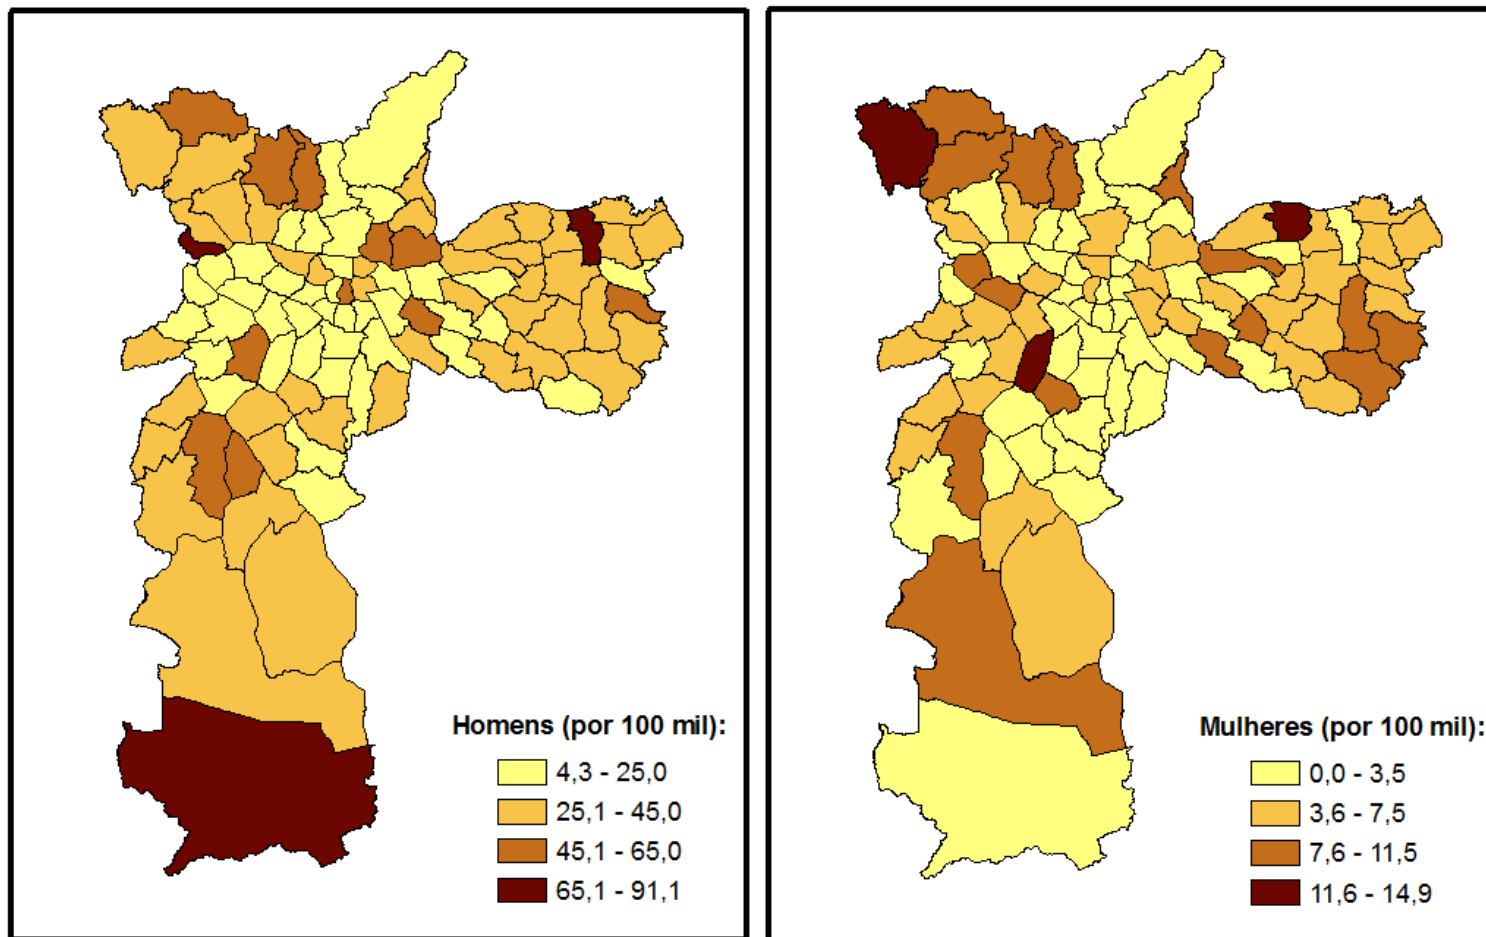 Homens (por 100 mil):
4,3 - 25,0
25,1 - 45,0
45,1 - 65,0
65,1 - 91,1
Mulheres (por 100 mil):
0,0 - 3,5
3,6 - 7,5
7,6 - 11,5
11,6 - 14,9